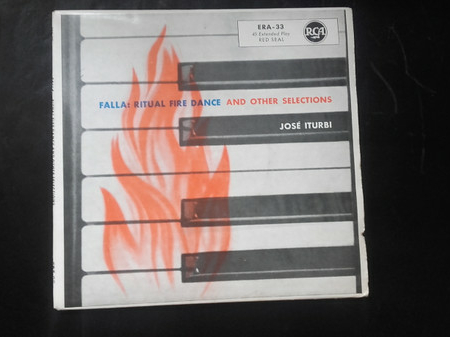 ERA-33
45 Extended Play
RED SEAL
RCA
FALLA: RITUAL FIRE DANCE AND OTHER SELECTIONS
JOSÉ ITURBI